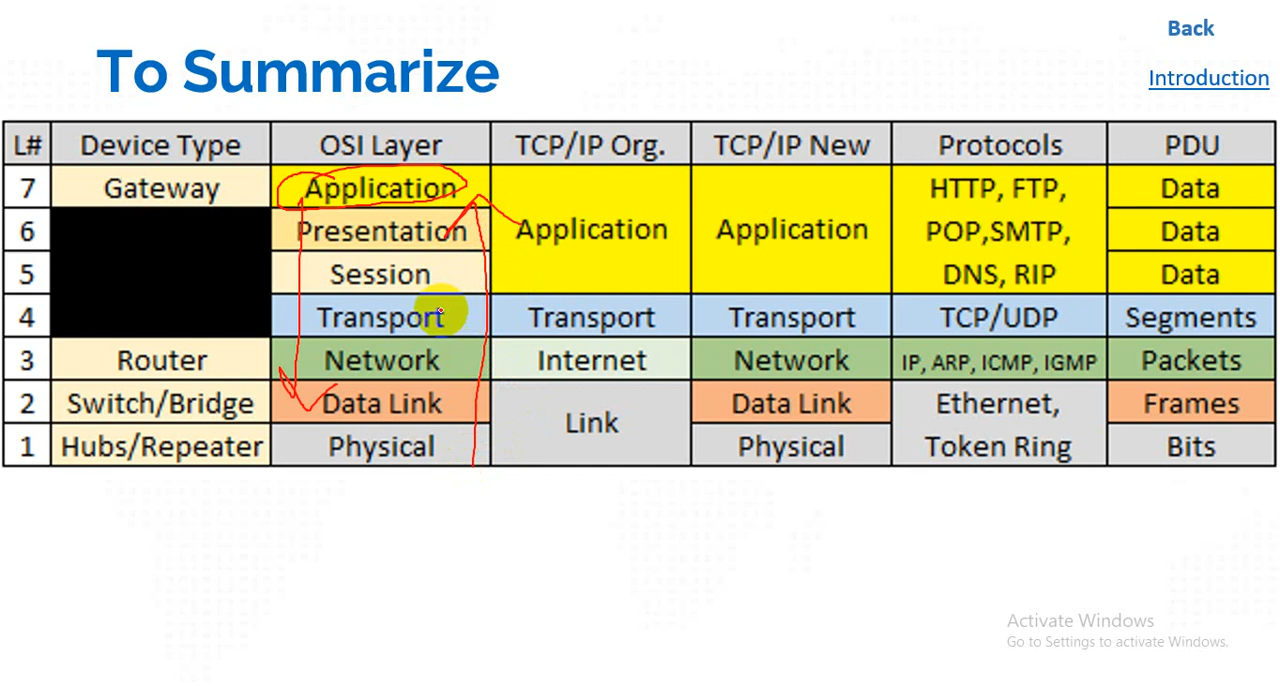 Back
To Summarize
Introduction
L# Device Type OSI Layer TCP/IP Org. TCP/IP New Protocols PDU
7 Gateway Application HTTP, FTP, Data
6 Presentation Application Application POP,SMTP, Data
5 Session DNS, RIP Data
4 Transport Transport Transport TCP/UDP Segments
3 Router Network Internet Network IP, ARP, ICMP, IGMP Packets
2 Switch/Bridge Data Link Link Data Link Ethernet, Frames
1 Hubs/Repeater Physical Physical Token Ring Bits
Activate Windows
Go to Settings to activate Windows.